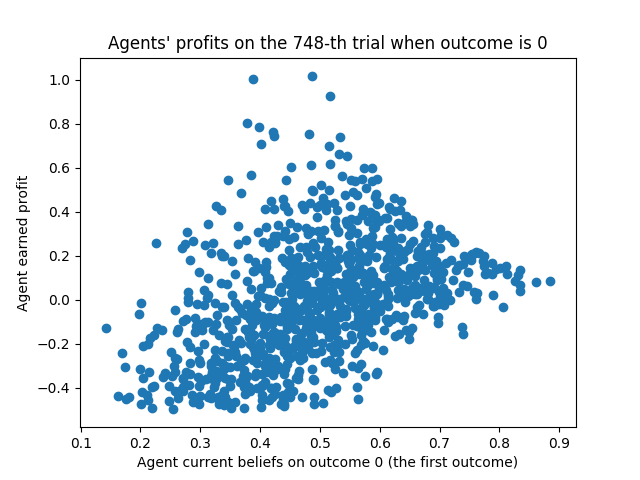 Agents' profits on the 748-th trial when outcome is 0
1.0
0.8
0.6
0.4
0.2
0.0
−0.2
−0.4
Agent earned profit
0.1 0.2 0.3 0.4 0.5 0.6 0.7 0.8 0.9
Agent current beliefs on outcome 0 (the first outcome)